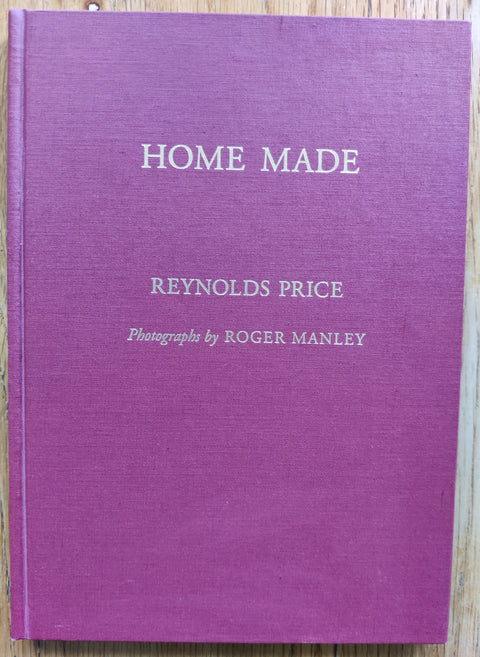 HOME MADE
REYNOLDS PRICE
Photographs by ROGER MANLEY